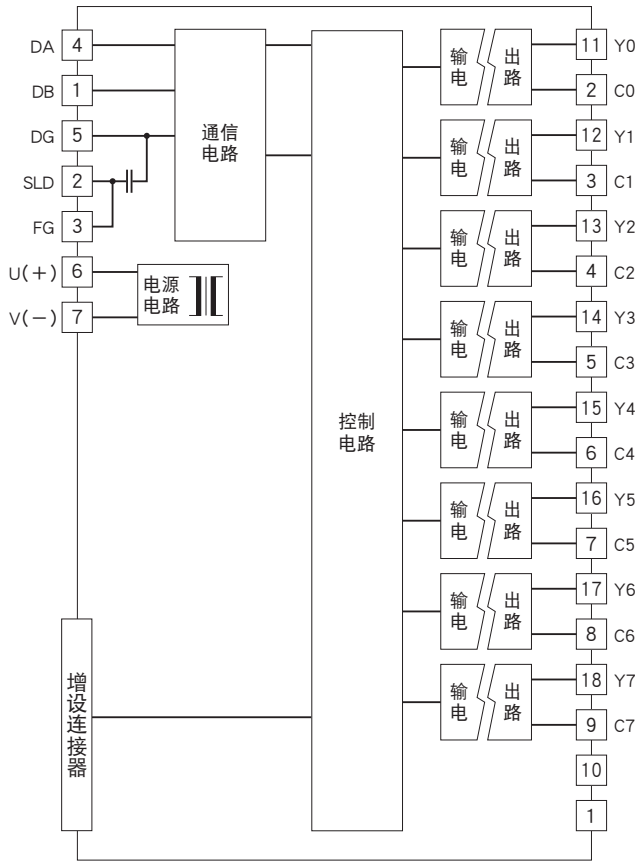 DA 4
DB 1
DG 5
SLD 2
FG 3
U(+) 6
V(−) 7
通信
电路
电源
电路
增设连接器
控制
电路
输出
电路
11 Y0
2 C0
输出
电路
12 Y1
3 C1
输出
电路
13 Y2
4 C2
输出
电路
14 Y3
5 C3
输出
电路
15 Y4
6 C4
输出
电路
16 Y5
7 C5
输出
电路
17 Y6
8 C6
输出
电路
18 Y7
9 C7
10
1